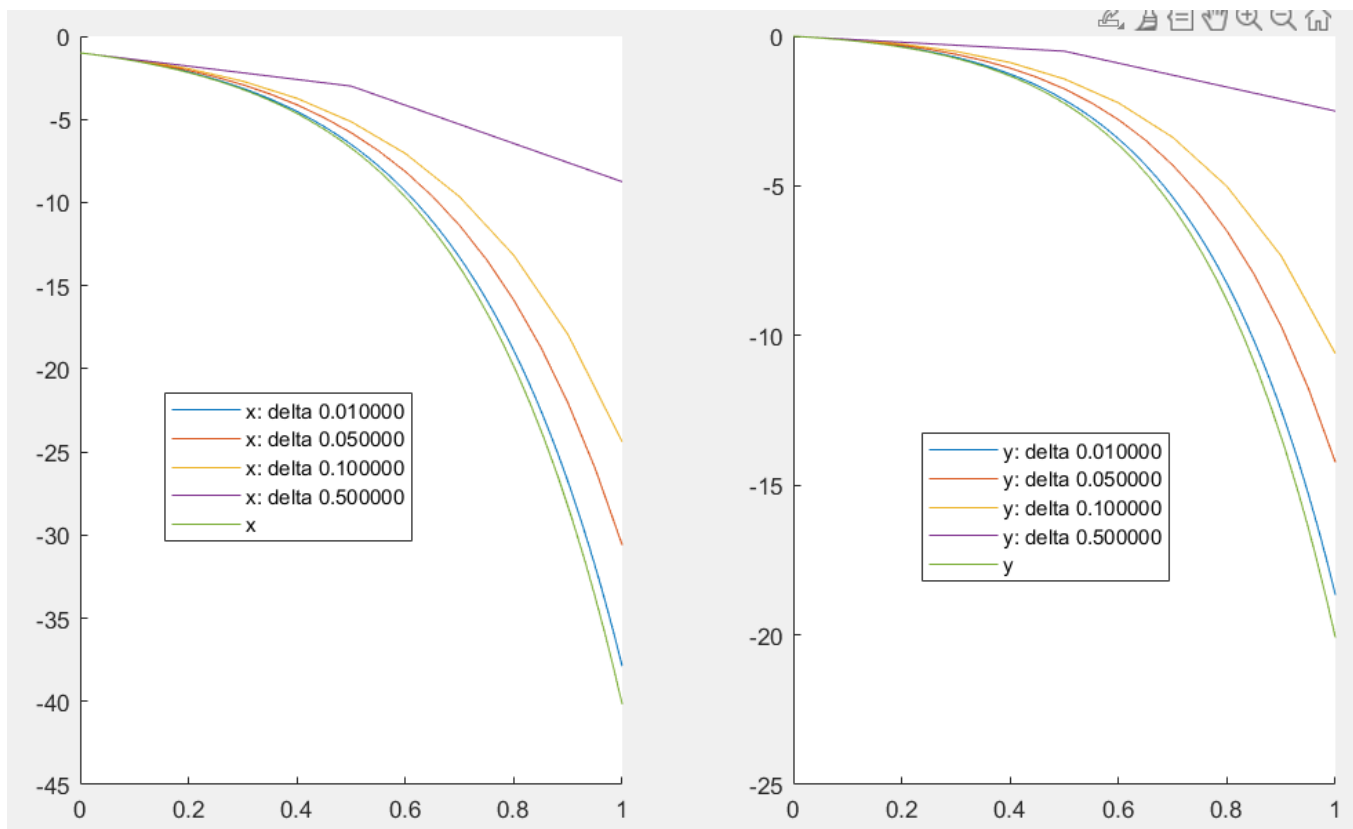 0
-5
-10
-15
-20
-25
-30
-35
-40
-45
0 0.2 0.4 0.6 0.8 1
x: delta 0.010000
x: delta 0.050000
x: delta 0.100000
x: delta 0.500000
x
0
-5
-10
-15
-20
-25
0 0.2 0.4 0.6 0.8 1
y: delta 0.010000
y: delta 0.050000
y: delta 0.100000
y: delta 0.500000
y